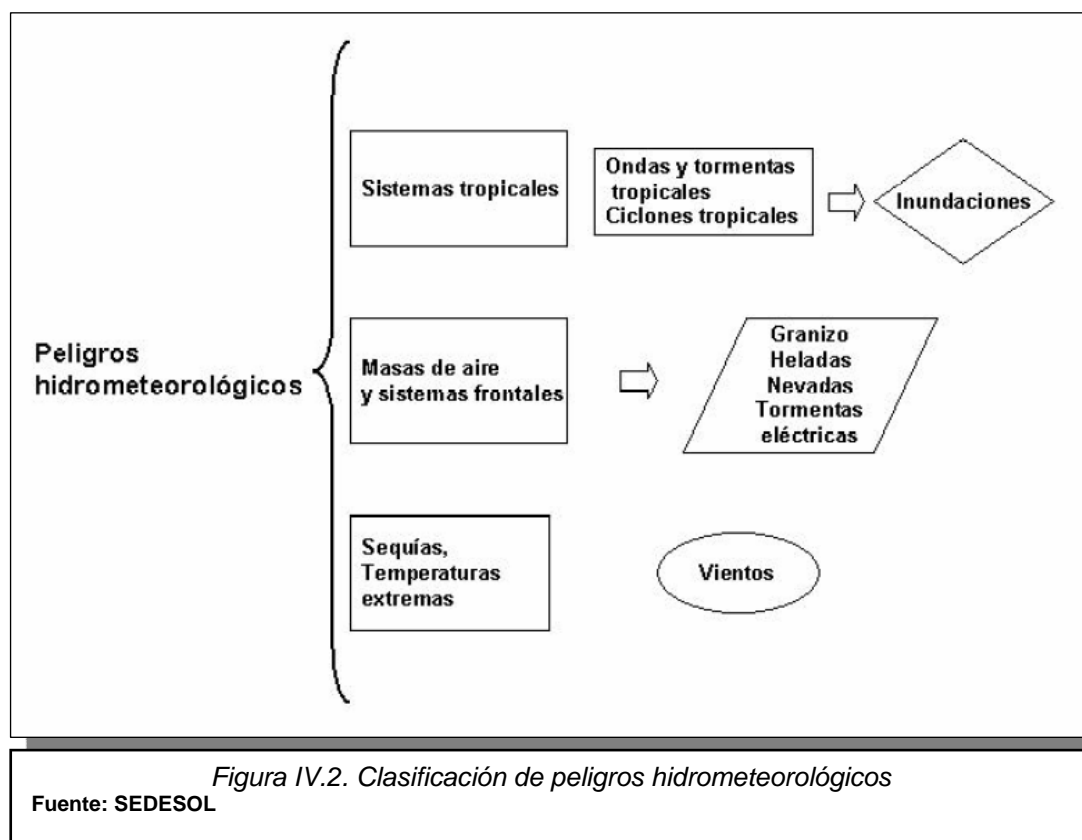 Peligros
hidrometeorológicos
Sistemas tropicales
Ondas y tormentas
tropicales
Ciclones tropicales
Inundaciones
Masas de aire
y sistemas frontales
Granizo
Heladas
Nevadas
Tormentas
eléctricas
Sequías,
Temperaturas
extremas
Vientos
Figura IV.2. Clasificación de peligros hidrometeorológicos
Fuente: SEDESOL